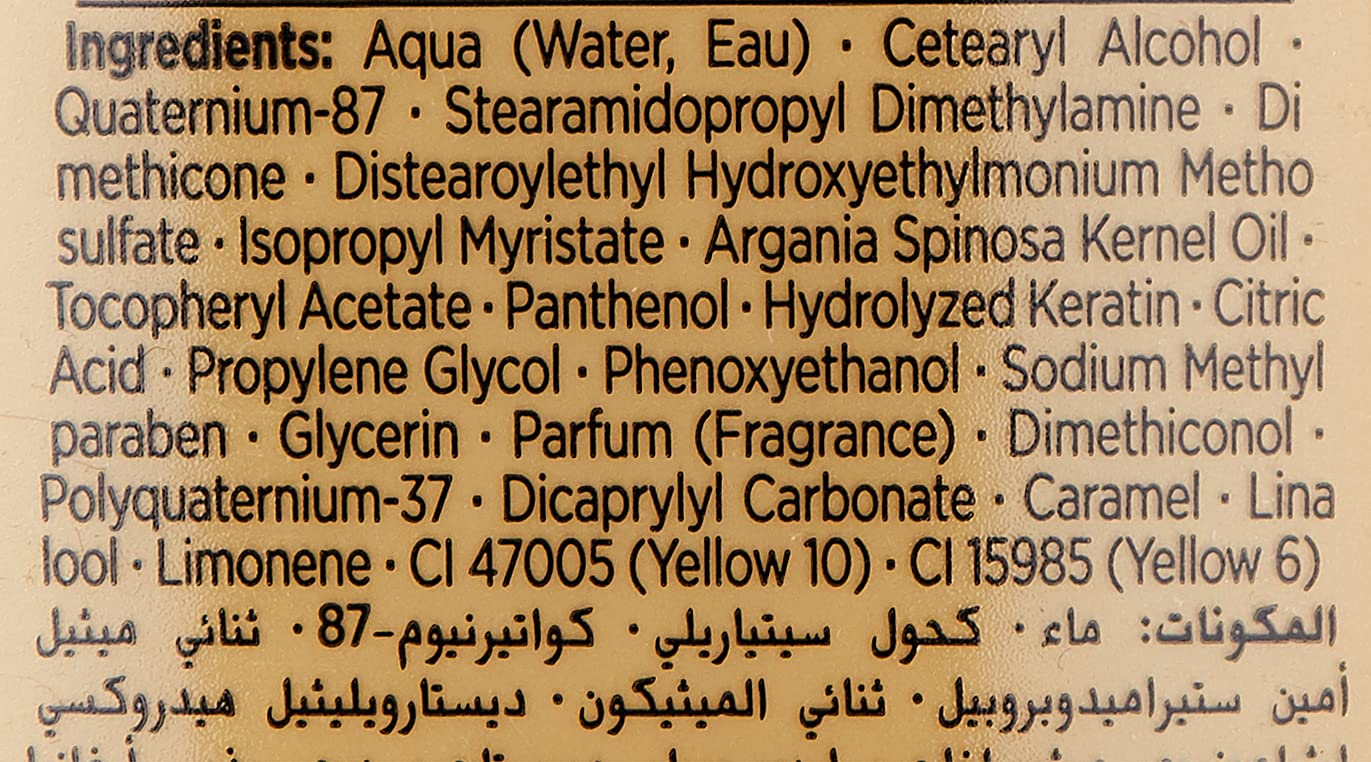 Ingredients: Aqua (Water, Eau) · Cetearyl Alcohol ·
Quaternium-87 · Stearamidopropyl Dimethylamine · Di
methicone · Distearoylethyl Hydroxyethylmonium Metho
sulfate · Isopropyl Myristate · Argania Spinosa Kernel Oil ·
Tocopheryl Acetate · Panthenol · Hydrolyzed Keratin · Citric
Acid · Propylene Glycol · Phenoxyethanol · Sodium Methyl
paraben · Glycerin · Parfum (Fragrance) · Dimethiconol ·
Polyquaternium-37 · Dicaprylyl Carbonate · Caramel · Lina
lool · Limonene · CI 47005 (Yellow 10) · CI 15985 (Yellow 6)
المكونات: ماء · كحول سيتياريلي · كواتيرنيوم-87 · ثنائي ميثيل
أمين ستيراميدوبروبيل · ثنائي الميثيكون · ديستارويليثيل هيدروكسي